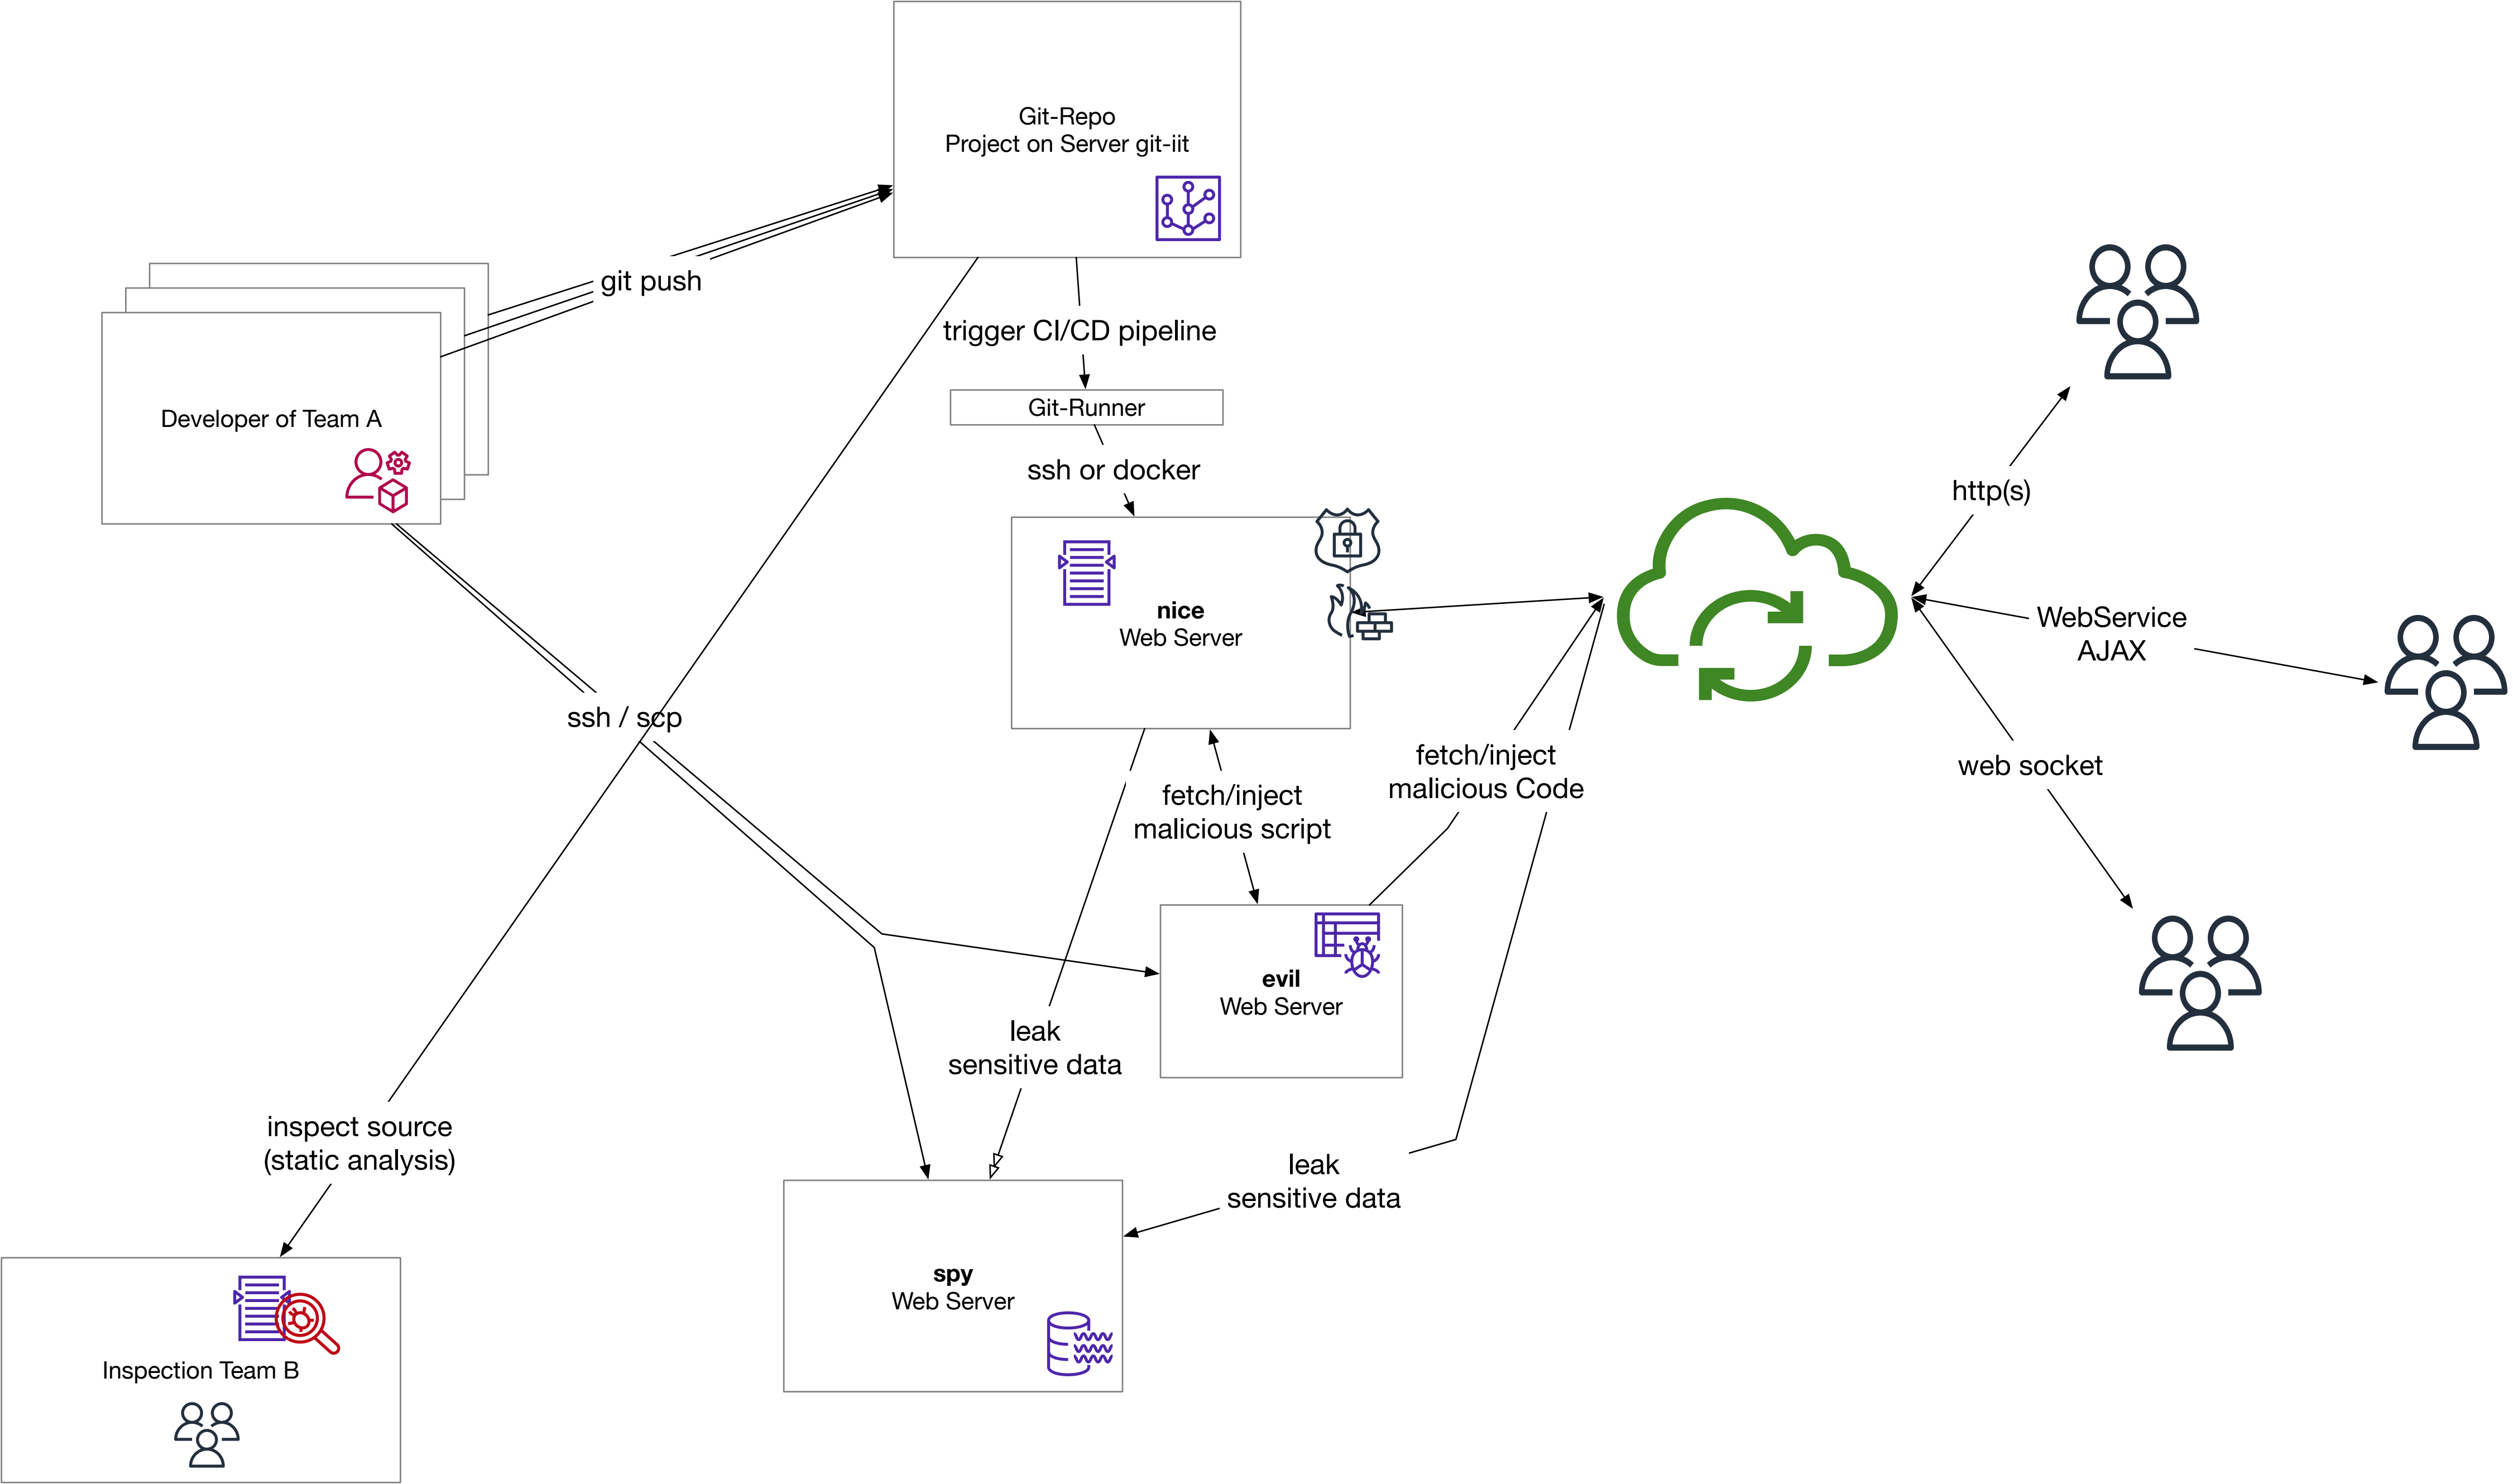 Git-Repo
Project on Server git-iit
git push
trigger CI/CD pipeline
Developer of Team A
Git-Runner
ssh or docker
http(s)
nice
Web Server
WebService
AJAX
ssh / scp
fetch/inject
malicious Code
web socket
fetch/inject
malicious script
evil
Web Server
leak
sensitive data
inspect source
(static analysis)
leak
sensitive data
spy
Web Server
Inspection Team B